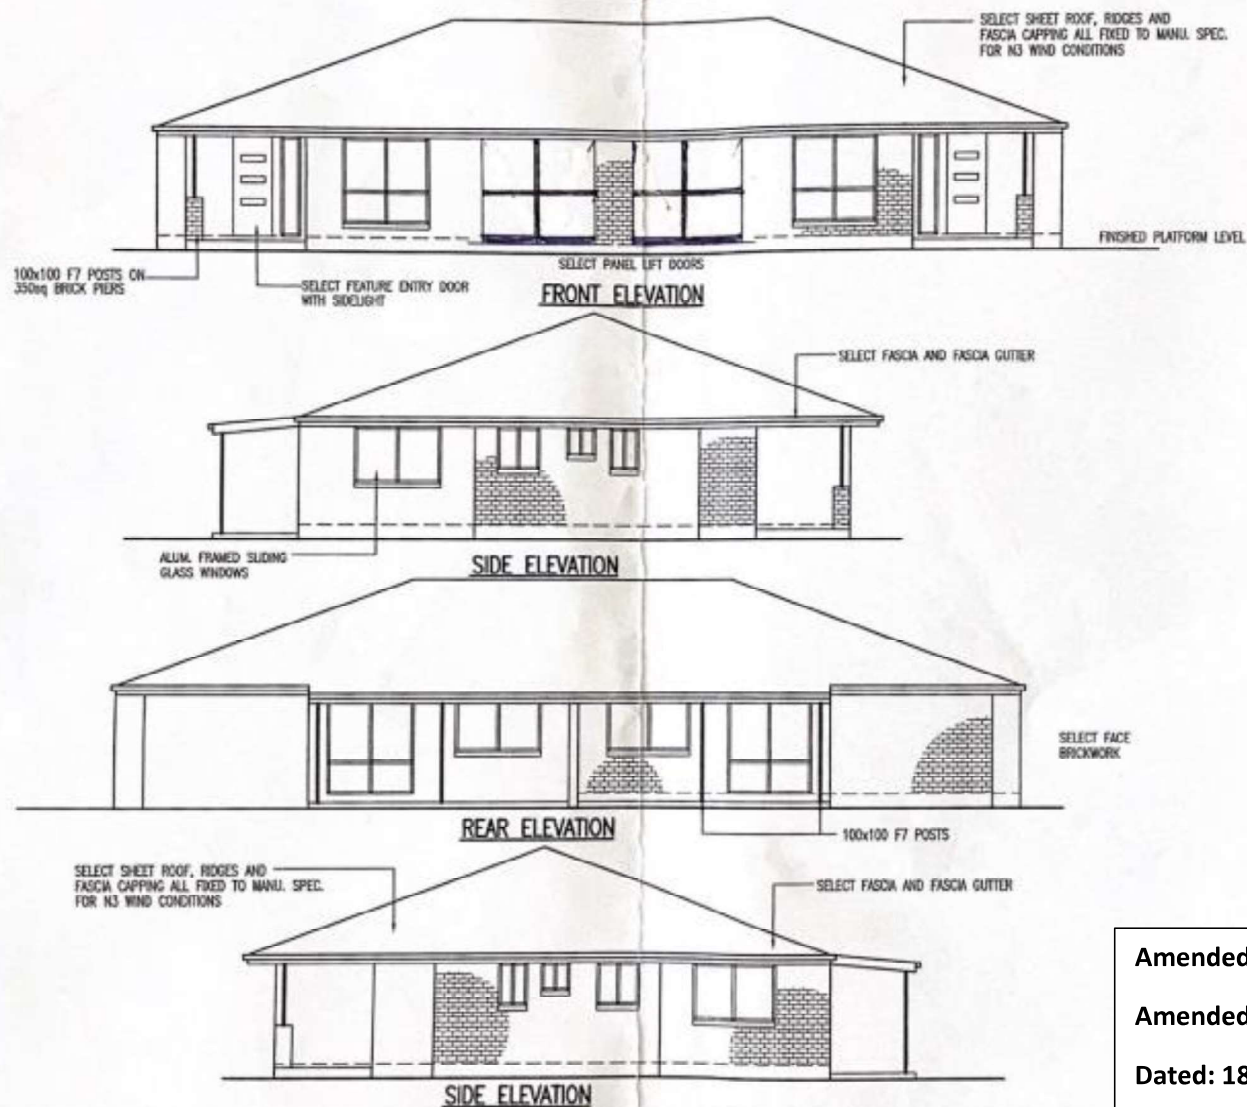 SELECT SHEET ROOF, RIDGES AND
FASCIA CAPPING ALL FIXED TO MANU. SPEC.
FOR N3 WIND CONDITIONS
FINISHED PLATFORM LEVEL
100x100 F7 POSTS ON
350sq BRICK PIERS
SELECT FEATURE ENTRY DOOR
WITH SIDELIGHT
SELECT PANEL LIFT DOORS
FRONT ELEVATION
SELECT FASCIA AND FASCIA GUTTER
ALUM. FRAMED SLIDING
GLASS WINDOWS
SIDE ELEVATION
SELECT FACE
BRICKWORK
REAR ELEVATION
100x100 F7 POSTS
SELECT SHEET ROOF, RIDGES AND
FASCIA CAPPING ALL FIXED TO MANU. SPEC.
FOR N3 WIND CONDITIONS
SELECT FASCIA AND FASCIA GUTTER
SIDE ELEVATION
Amended
Amended
Dated: 18